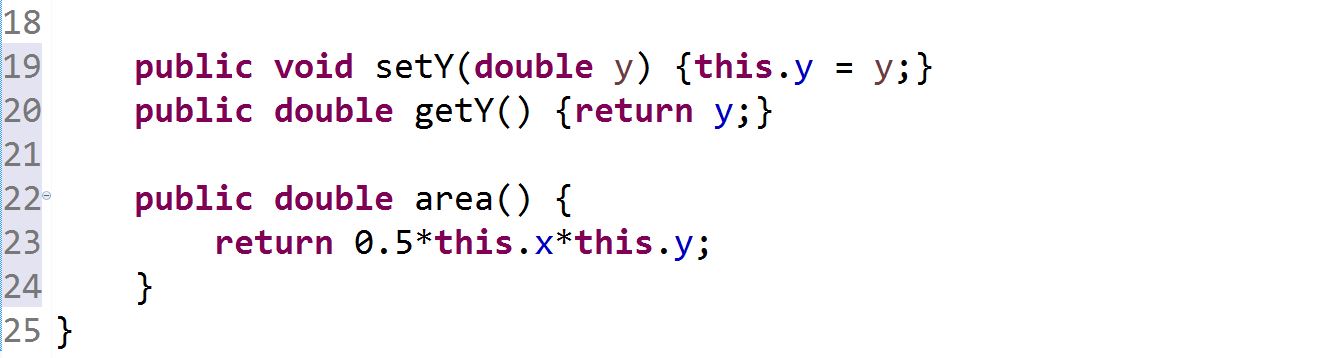 18
19 public void setY(double y) {this.y = y;}
20 public double getY() {return y;}
21
22 public double area() {
23 return 0.5*this.x*this.y;
24 }
25 }